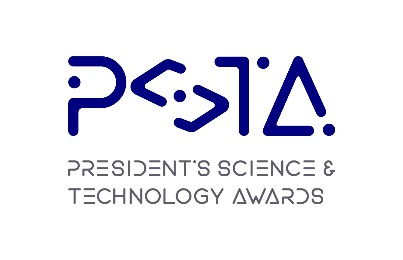 PSTA
PRESIDENT'S SCIENCE &
TECHNOLOGY AWARDS